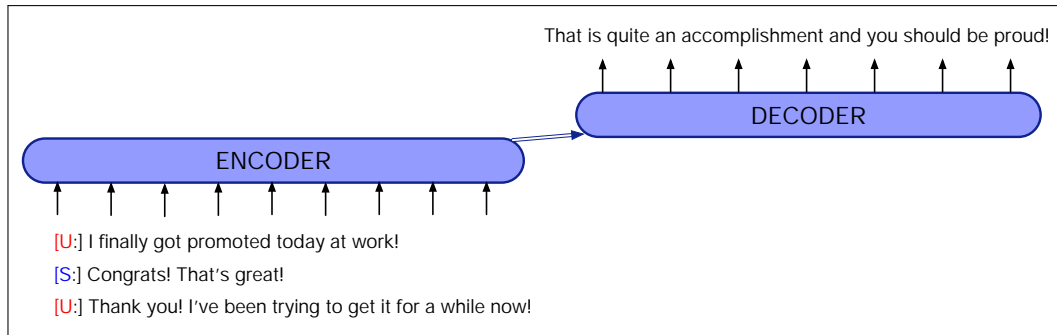 That is quite an accomplishment and you should be proud!
DECODER
ENCODER
[U:] I finally got promoted today at work!
[S:] Congrats! That's great!
[U:] Thank you! I've been trying to get it for a while now!